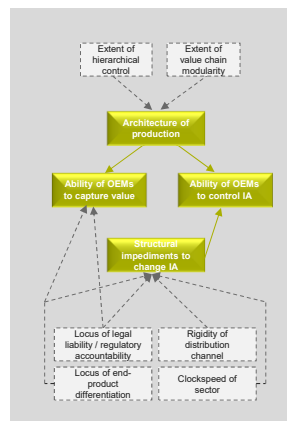 Extent of
hierarchical
control
Extent of
value chain
modularity
Architecture of
production
Ability of OEMs
to capture value
Ability of OEMs
to control IA
Structural
impediments to
change IA
Locus of legal
liability / regulatory
accountability
Rigidity of
distribution
channel
Locus of end-
product
differentiation
Clockspeed of
sector